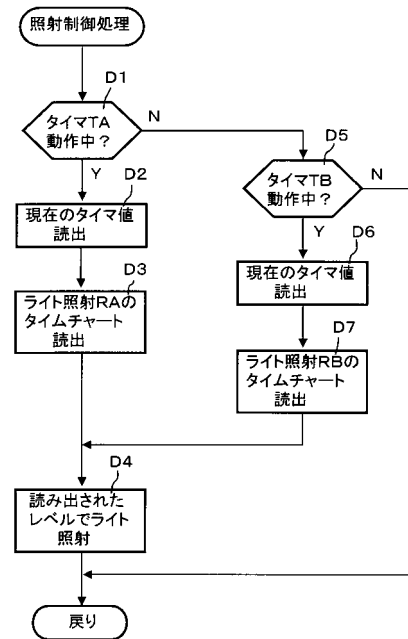 照射制御処理
D1
タイマTA
動作中？
N
Y
D2
現在のタイマ値
読出
D3
ライト照射RAの
タイムチャート
読出
D5
タイマTB
動作中？
N
Y
D6
現在のタイマ値
読出
D7
ライト照射RBの
タイムチャート
読出
D4
読み出された
レベルでライト
照射
戻り